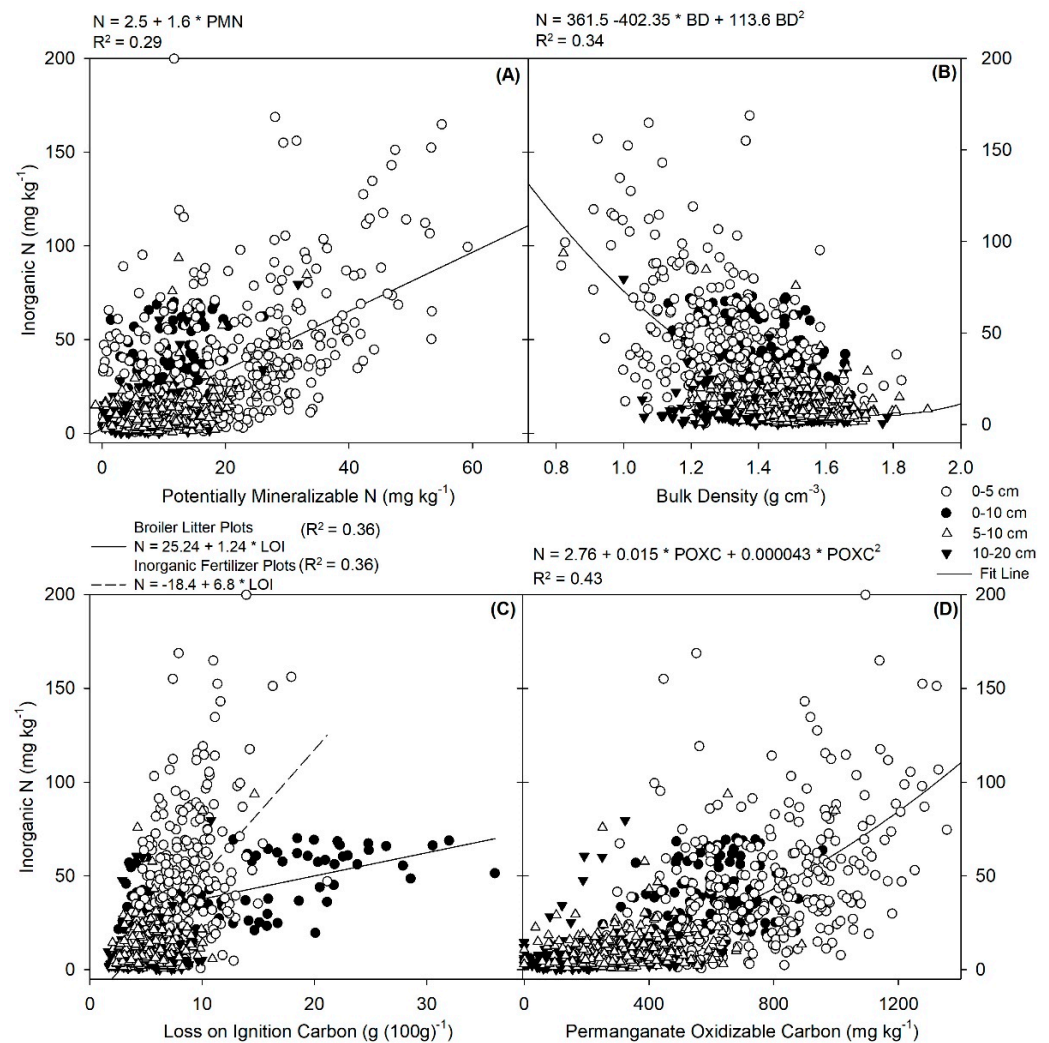 N = 2.5 + 1.6 * PMN
R² = 0.29
N = 361.5 -402.35 * BD + 113.6 BD²
R² = 0.34
(A)
(B)
200
150
100
50
0
Inorganic N (mg kg⁻¹)
0 20 40 60
Potentially Mineralizable N (mg kg⁻¹)
200
150
100
50
0
0.8 1.0 1.2 1.4 1.6 1.8 2.0
Bulk Density (g cm⁻³)
0-5 cm
0-10 cm
5-10 cm
10-20 cm
Fit Line
Broiler Litter Plots (R² = 0.36)
N = 25.24 + 1.24 * LOI
Inorganic Fertilizer Plots (R² = 0.36)
N = -18.4 + 6.8 * LOI
N = 2.76 + 0.015 * POXC + 0.000043 * POXC²
R² = 0.43
(C)
(D)
200
150
100
50
0
Inorganic N (mg kg⁻¹)
0 10 20 30
Loss on Ignition Carbon (g (100g)⁻¹)
200
150
100
50
0
0 400 800 1200
Permanganate Oxidizable Carbon (mg kg⁻¹)